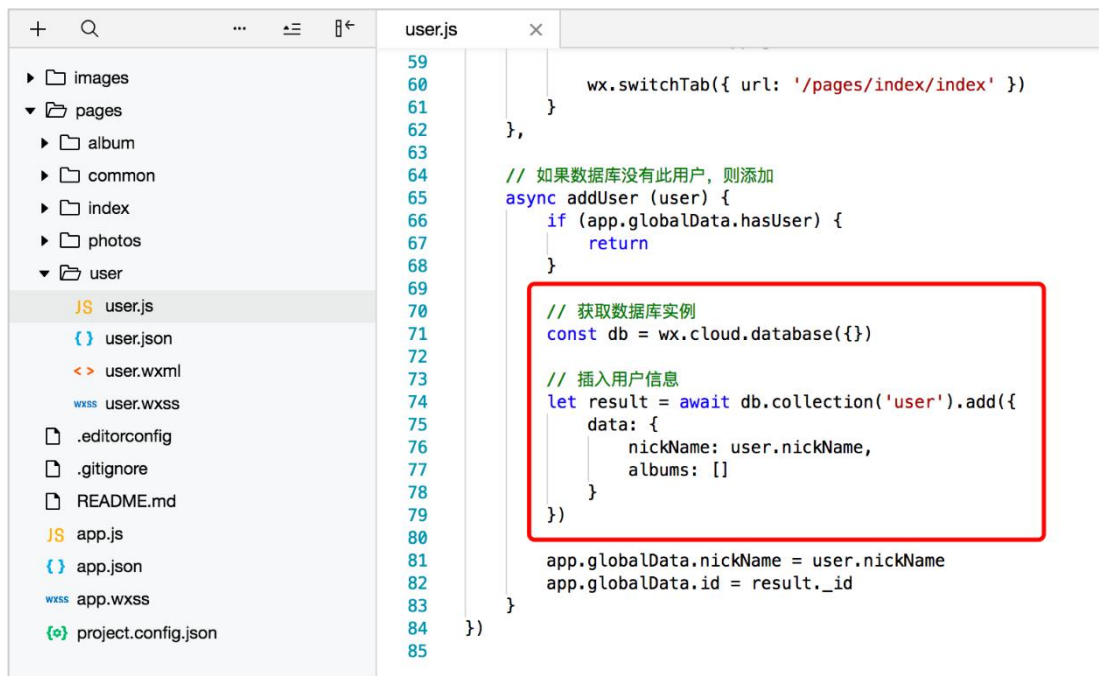 user.js
images
pages
album
common
index
photos
user
user.js
user.json
user.wxml
wxss user.wxss
.editorconfig
.gitignore
README.md
JS app.js
{ } app.json
wxss app.wxss
project.config.json
59
60 wx.switchTab({ url: '/pages/index/index' })
61 }
62 },
63
64 // 如果数据库没有此用户，则添加
65 async addUser (user) {
66 if (app.globalData.hasUser) {
67 return
68 }
69
70 // 获取数据库实例
71 const db = wx.cloud.database({})
72
73 // 插入用户信息
74 let result = await db.collection('user').add({
75 data: {
76 nickName: user.nickName,
77 albums: []
78 }
79 })
80
81 app.globalData.nickName = user.nickName
82 app.globalData.id = result._id
83 }
84 })
85